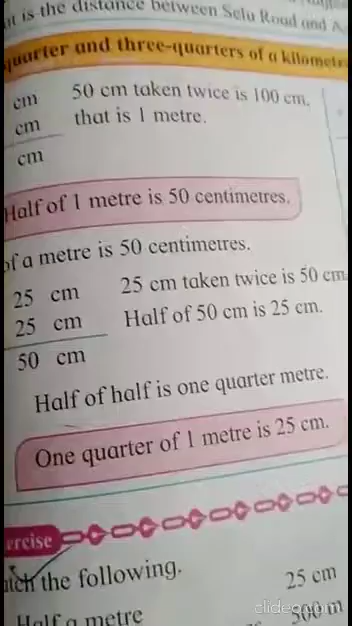 is the distance between Selu Road and
quarter and three-quarters of a
cm 50 cm taken twice is 100 cm,
cm that is 1 metre.
cm
Half of 1 metre is 50 centimetres.
of a metre is 50 centimetres.
25 cm 25 cm taken twice is 50 cm
25 cm Half of 50 cm is 25 cm.
50 cm
Half of half is one quarter metre.
One quarter of 1 metre is 25 cm.
ercise
the following.
25 cm
Half a metre 500 m
clideo.com